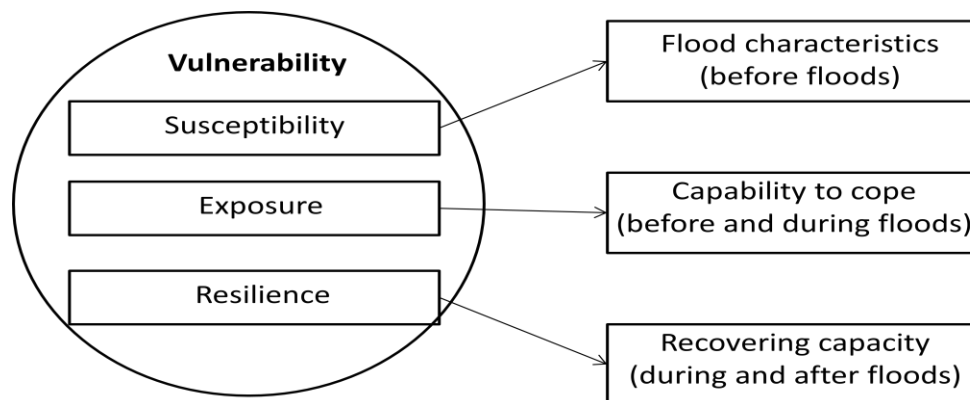 Vulnerability
Susceptibility
Exposure
Resilience
Flood characteristics
(before floods)
Capability to cope
(before and during floods)
Recovering capacity
(during and after floods)